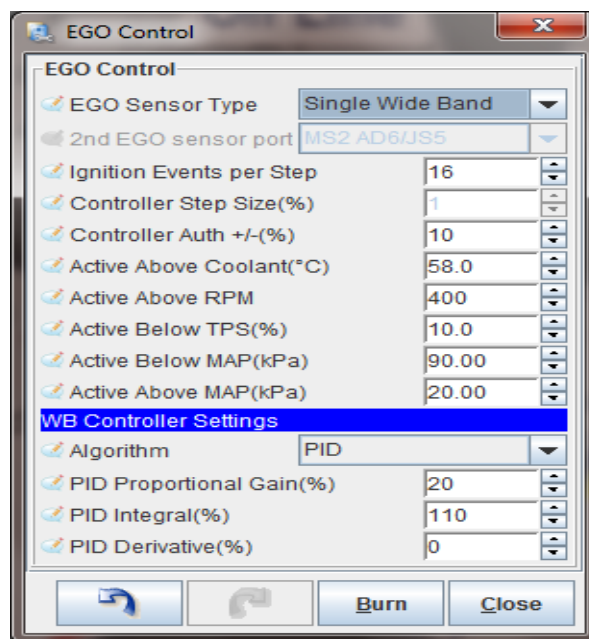 EGO Control
EGO Control
EGO Sensor Type Single Wide Band
2nd EGO sensor port MS2 AD6/JS5
Ignition Events per Step 16
Controller Step Size(%) 1
Controller Auth +/-(%) 10
Active Above Coolant(°C) 58.0
Active Above RPM 400
Active Below TPS(%) 10.0
Active Below MAP(kPa) 90.00
Active Above MAP(kPa) 20.00
WB Controller Settings
Algorithm PID
PID Proportional Gain(%) 20
PID Integral(%) 110
PID Derivative(%) 0
Burn Close